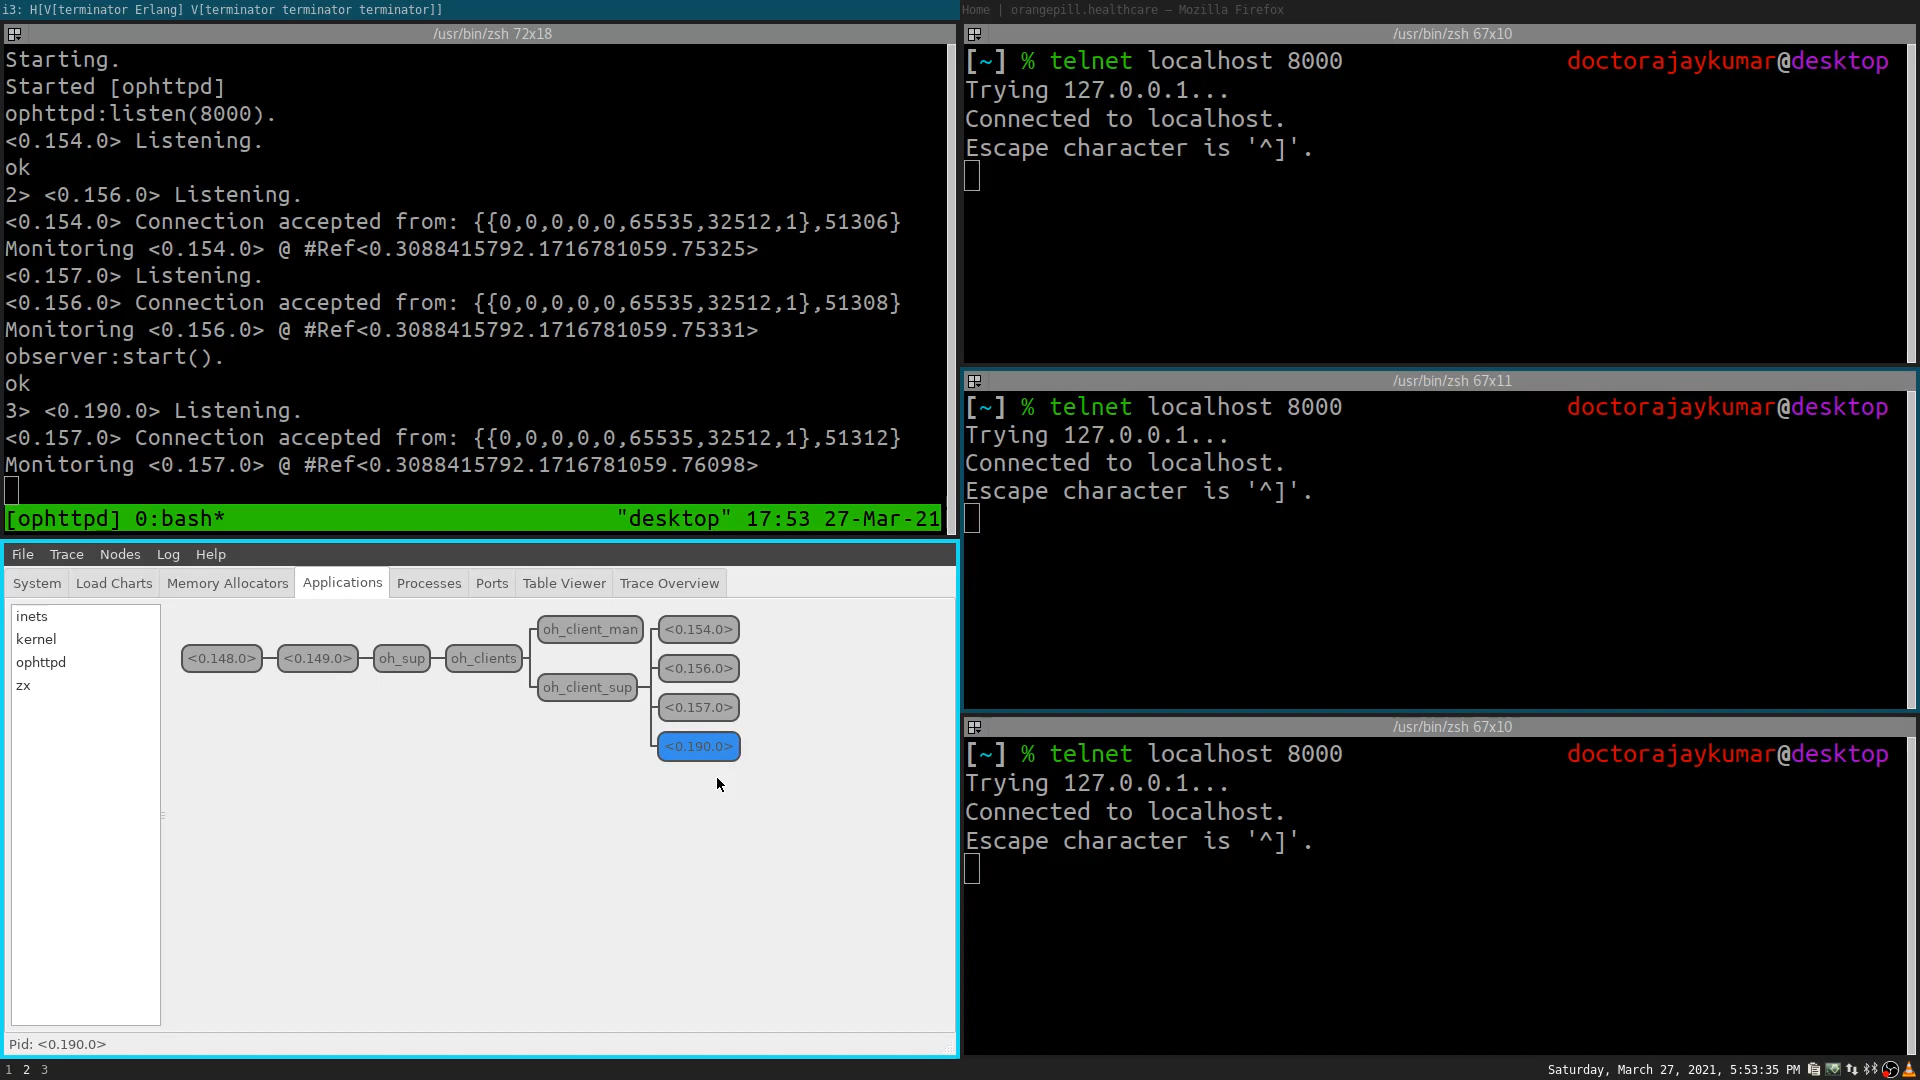 i3: H[V[terminator Erlang] V[terminator terminator terminator]]
Home | orangepill.healthcare — Mozilla Firefox
/usr/bin/zsh 72x18
Starting.
Started [ophttpd]
ophttpd:listen(8000).
<0.154.0> Listening.
ok
2> <0.156.0> Listening.
<0.154.0> Connection accepted from: {{0,0,0,0,0,65535,32512,1},51306}
Monitoring <0.154.0> @ #Ref<0.3088415792.1716781059.75325>
<0.157.0> Listening.
<0.156.0> Connection accepted from: {{0,0,0,0,0,65535,32512,1},51308}
Monitoring <0.156.0> @ #Ref<0.3088415792.1716781059.75331>
observer:start().
ok
3> <0.190.0> Listening.
<0.157.0> Connection accepted from: {{0,0,0,0,0,65535,32512,1},51312}
Monitoring <0.157.0> @ #Ref<0.3088415792.1716781059.76098>
[ophttpd] 0:bash* "desktop" 17:53 27-Mar-21
File Trace Nodes Log Help
System Load Charts Memory Allocators Applications Processes Ports Table Viewer Trace Overview
inets
kernel
ophttpd
zx
<0.148.0> <0.149.0> oh_sup oh_clients
oh_client_man
oh_client_sup
<0.154.0>
<0.156.0>
<0.157.0>
<0.190.0>
Pid: <0.190.0>
/usr/bin/zsh 67x10
[~] % telnet localhost 8000 doctorajaykumar@desktop
Trying 127.0.0.1...
Connected to localhost.
Escape character is '^]'.
/usr/bin/zsh 67x11
[~] % telnet localhost 8000 doctorajaykumar@desktop
Trying 127.0.0.1...
Connected to localhost.
Escape character is '^]'.
/usr/bin/zsh 67x10
[~] % telnet localhost 8000 doctorajaykumar@desktop
Trying 127.0.0.1...
Connected to localhost.
Escape character is '^]'.
1 2 3
Saturday, March 27, 2021, 5:53:35 PM